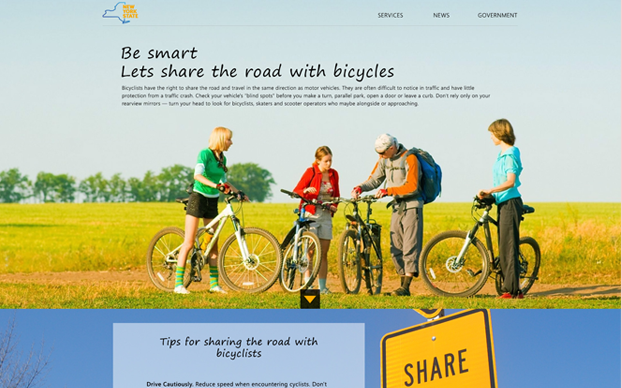 NEW
YORK
STATE
SERVICES NEWS GOVERNMENT
Be smart
Lets share the road with bicycles
Bicyclists have the right to share the road and travel in the same direction as motor vehicles. They are often difficult to notice in traffic and have little
protection from a traffic crash. Check your vehicle's "blind spots" before you make a turn, parallel park, open a door or leave a curb. Don't rely only on your
rearview mirrors — turn your head to look for bicyclists, skaters and scooter operators who maybe alongside or approaching.
Tips for sharing the road with
bicyclists
SHARE
Drive Cautiously. Reduce speed when encountering cyclists. Don't